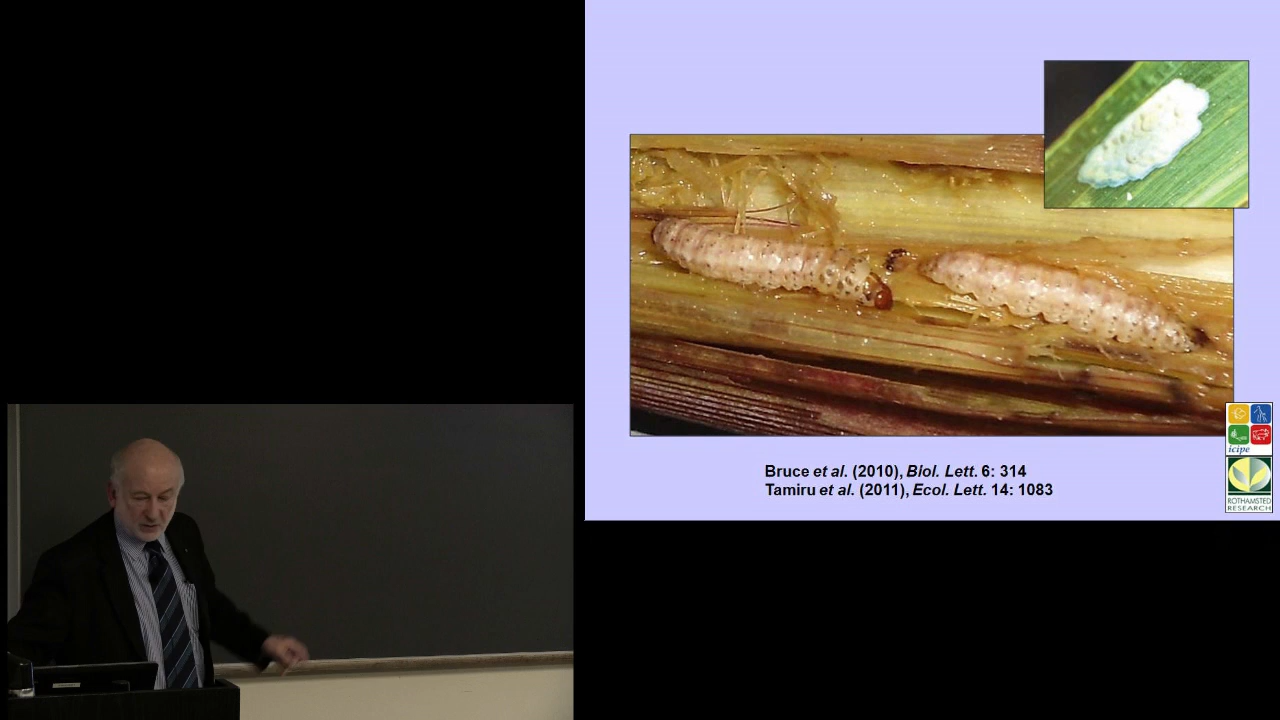 Bruce et al. (2010), Biol. Lett. 6: 314
Tamiru et al. (2011), Ecol. Lett. 14: 1083
icipe
ROTHAMSTED
RESEARCH